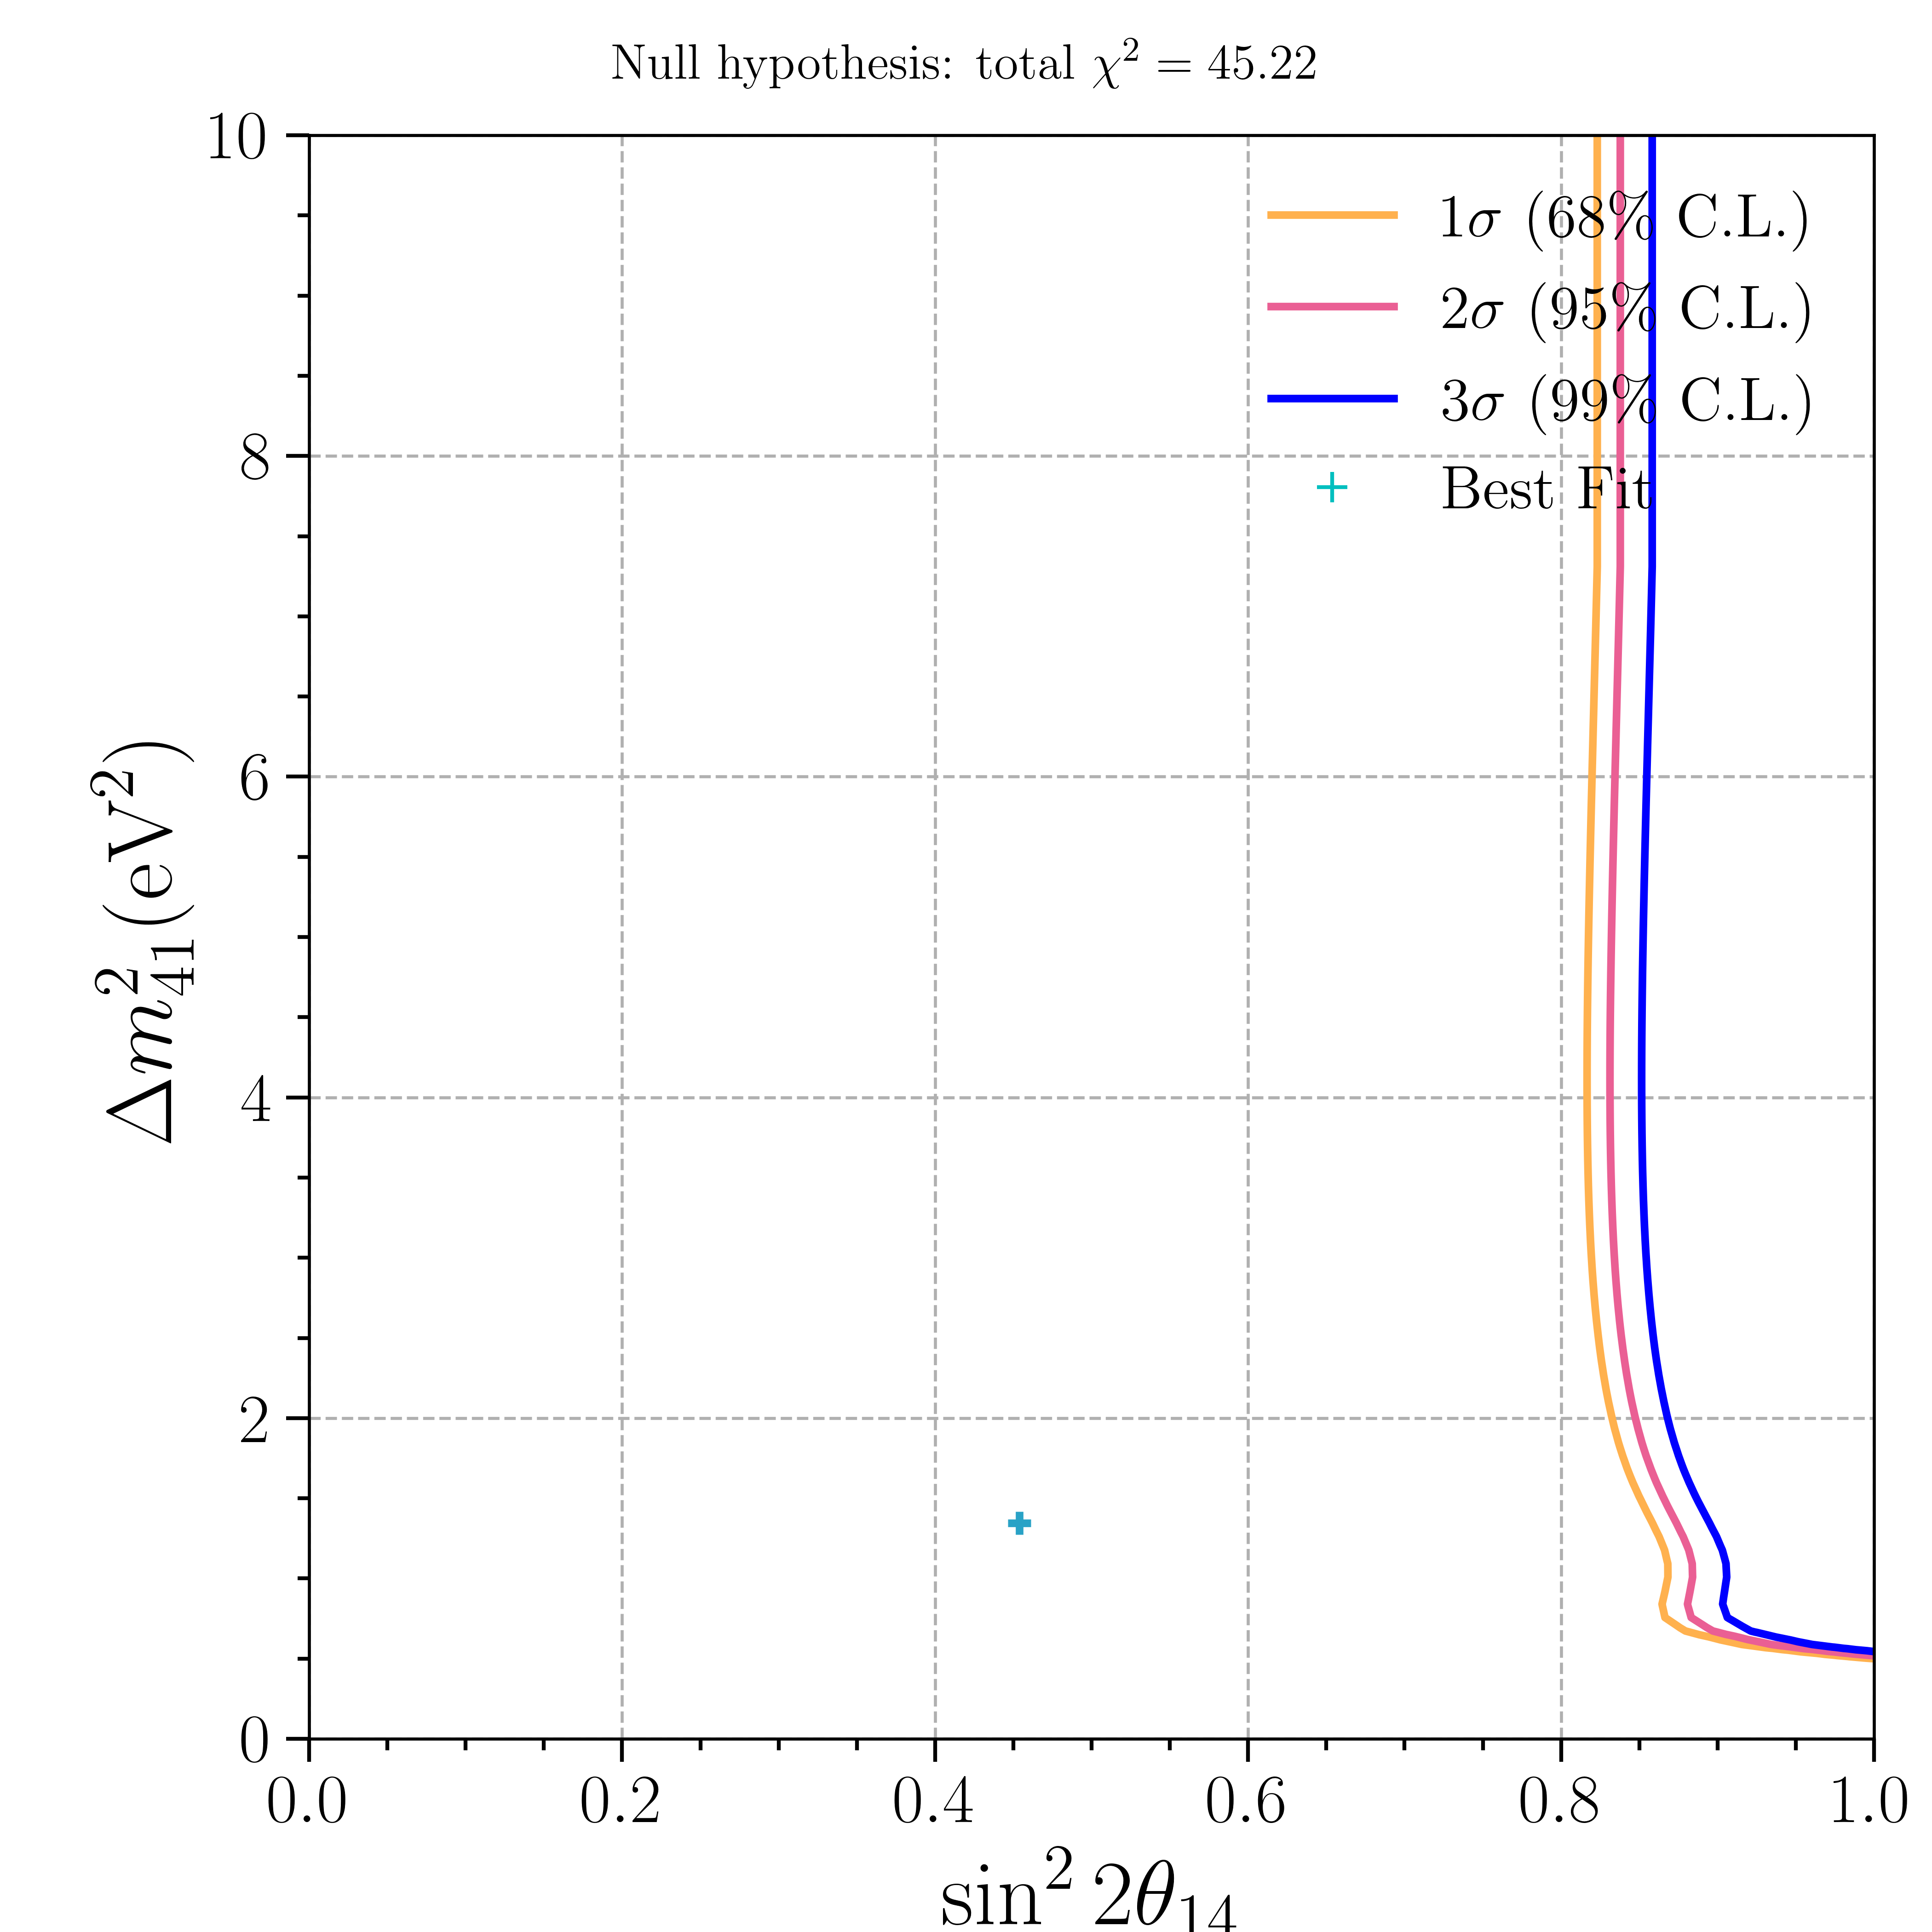 Null hypothesis: total χ² = 45.22
10
8
6
4
2
0
Δm²₄₁(eV²)
1σ (68% C.L.)
2σ (95% C.L.)
3σ (99% C.L.)
Best Fit
0.0 0.2 0.4 0.6 0.8 1.0
sin² 2θ₁₄